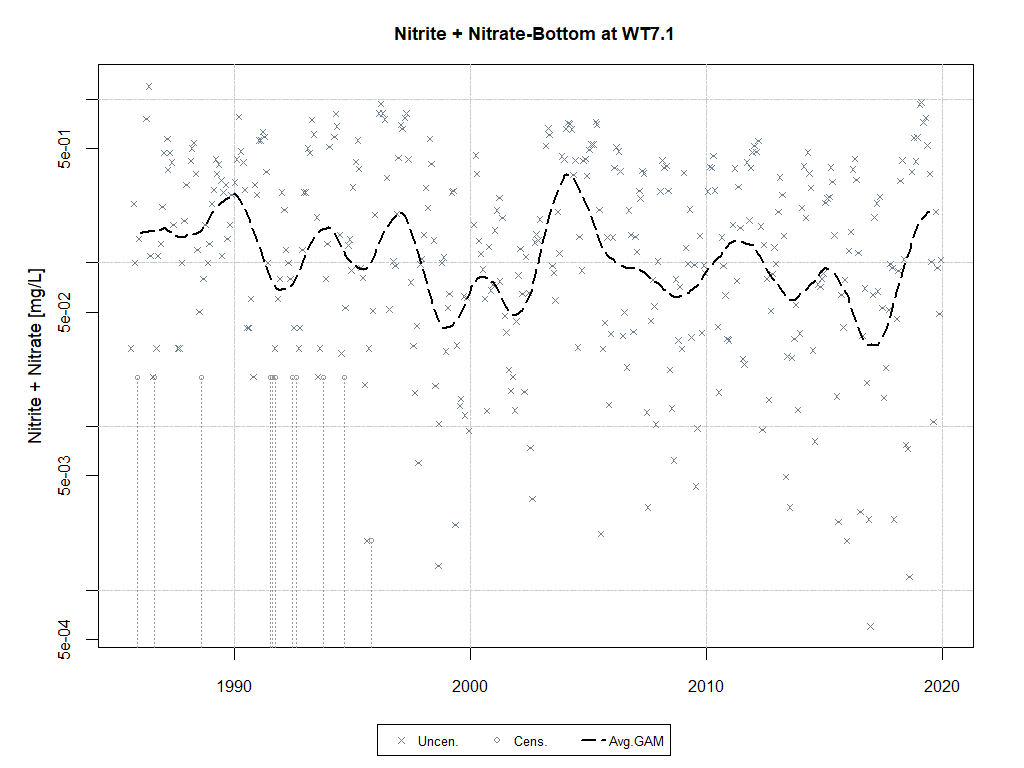 Nitrite + Nitrate-Bottom at WT7.1
Nitrite + Nitrate [mg/L]
5e-01
5e-02
5e-03
5e-04
1990
2000
2010
2020
Uncen.
Cens.
Avg.GAM